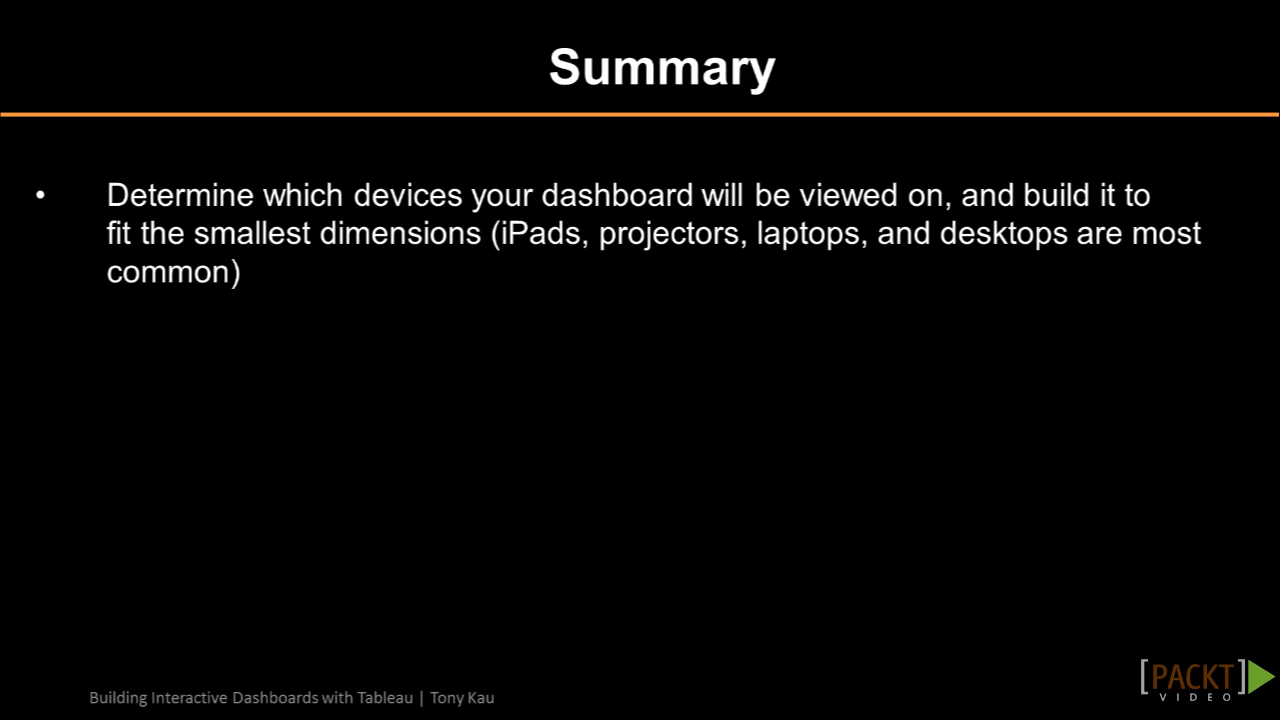 Summary
• Determine which devices your dashboard will be viewed on, and build it to
fit the smallest dimensions (iPads, projectors, laptops, and desktops are most
common)
Building Interactive Dashboards with Tableau | Tony Kau
[PACKT]
VIDEO